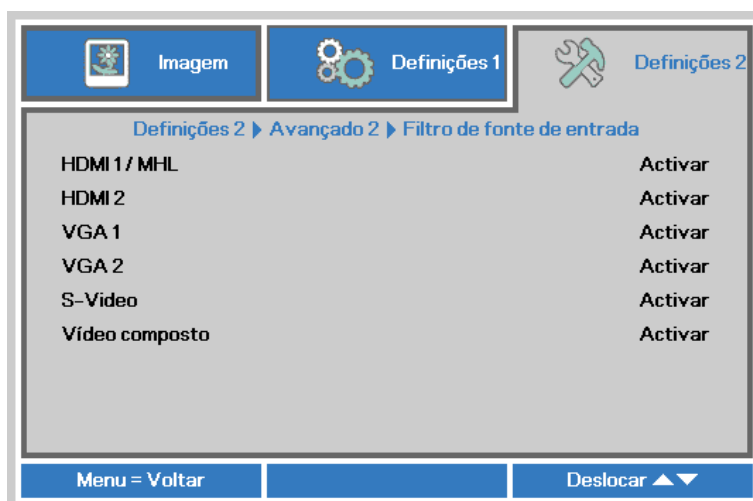 Imagem Definições 1 Definições 2
Definições 2 ▶ Avançado 2 ▶ Filtro de fonte de entrada
HDMI 1 / MHL Activar
HDMI 2 Activar
VGA 1 Activar
VGA 2 Activar
S-Video Activar
Vídeo composto Activar
Menu = Voltar Deslocar ▲▼